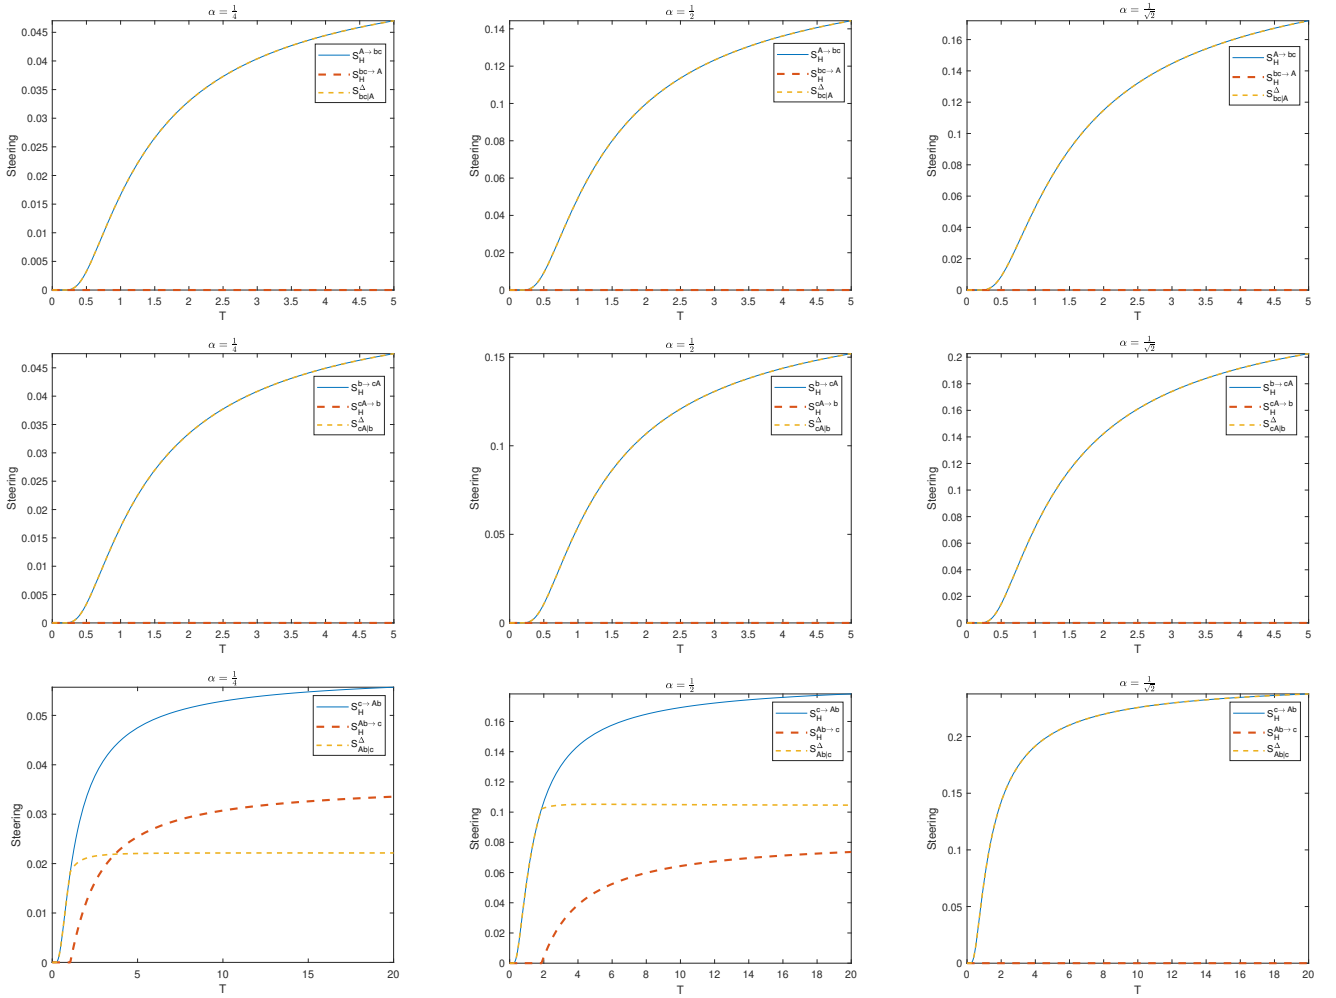 α = 1/4
0.045
0.04
0.035
0.03
0.025
0.02
0.015
0.01
0.005
0
Steering
0 0.5 1 1.5 2 2.5 3 3.5 4 4.5 5
T
S_H^{A→ bc}
S_H^{bc→ A}
S_{bc|A}^Δ
α = 1/2
0.14
0.12
0.1
0.08
0.06
0.04
0.02
0
Steering
0 0.5 1 1.5 2 2.5 3 3.5 4 4.5 5
T
S_H^{A→ bc}
S_H^{bc→ A}
S_{bc|A}^Δ
α = 1/√2
0.16
0.14
0.12
0.1
0.08
0.06
0.04
0.02
0
Steering
0 0.5 1 1.5 2 2.5 3 3.5 4 4.5 5
T
S_H^{A→ bc}
S_H^{bc→ A}
S_{bc|A}^Δ
α = 1/4
0.045
0.04
0.035
0.03
0.025
0.02
0.015
0.01
0.005
0
Steering
0 0.5 1 1.5 2 2.5 3 3.5 4 4.5 5
T
S_H^{b→ cA}
S_H^{cA→ b}
S_{cA|b}^Δ
α = 1/2
0.15
0.1
0.05
0
Steering
0 0.5 1 1.5 2 2.5 3 3.5 4 4.5 5
T
S_H^{b→ cA}
S_H^{cA→ b}
S_{cA|b}^Δ
α = 1/√2
0.2
0.18
0.16
0.14
0.12
0.1
0.08
0.06
0.04
0.02
0
Steering
0 0.5 1 1.5 2 2.5 3 3.5 4 4.5 5
T
S_H^{b→ cA}
S_H^{cA→ b}
S_{cA|b}^Δ
α = 1/4
0.05
0.04
0.03
0.02
0.01
0
Steering
0 5 10 15 20
T
S_H^{c→ Ab}
S_H^{Ab→ c}
S_{Ab|c}^Δ
α = 1/2
0.16
0.14
0.12
0.1
0.08
0.06
0.04
0.02
0
Steering
0 2 4 6 8 10 12 14 16 18 20
T
S_H^{c→ Ab}
S_H^{Ab→ c}
S_{Ab|c}^Δ
α = 1/√2
0.2
0.15
0.1
0.05
0
Steering
0 2 4 6 8 10 12 14 16 18 20
T
S_H^{c→ Ab}
S_H^{Ab→ c}
S_{Ab|c}^Δ